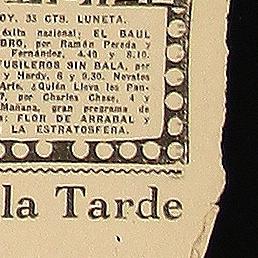 OY, 33 CTS. LUNETA.
éxito nacional: EL BAUL
DRO, por Ramón Pereda y
Fernández, 4.40 y 8.10.
FUSILEROS SIN BALA, por
y Hardy, 6 y 9.30. Novatos
Arte, ¿Quién Lleva los Pan-
?, por Charles Chase, 4 y
Mañana, gran programa de
a: FLOR DE ARRABAL y
LA ESTRATOSFERA.
la Tarde